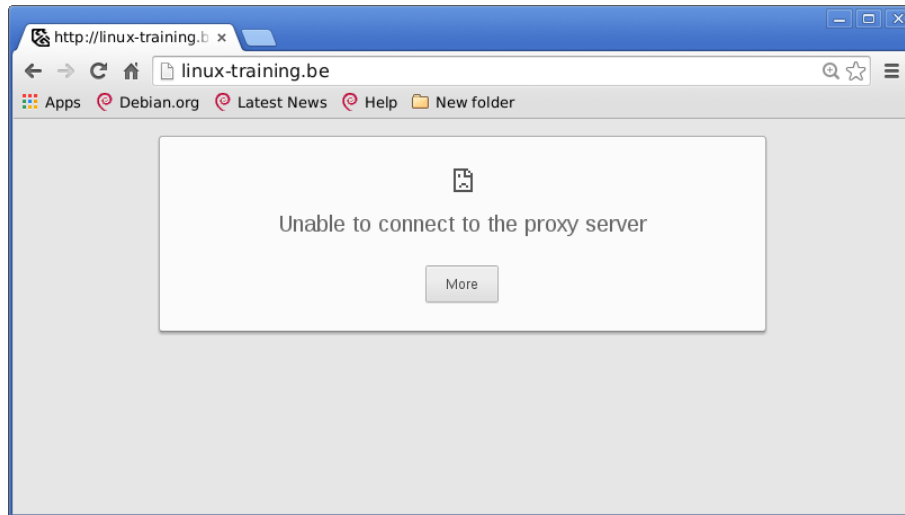 http://linux-training.b
linux-training.be
Apps Debian.org Latest News Help New folder
Unable to connect to the proxy server
More